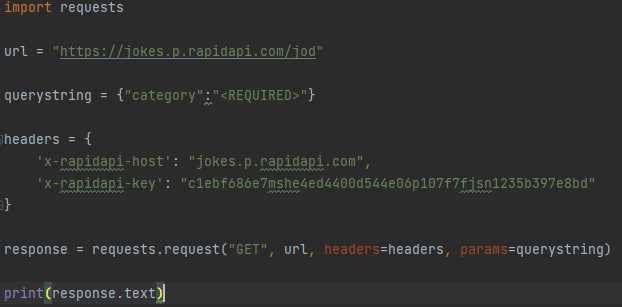 import requests
url = "https://jokes.p.rapidapi.com/jod"
querystring = {"category":"<REQUIRED>"}
headers = {
'x-rapidapi-host': "jokes.p.rapidapi.com",
'x-rapidapi-key': "c1ebf686e7mshe4ed4400d544e06p107f7fjsn1235b397e8bd"
}
response = requests.request("GET", url, headers=headers, params=querystring)
print(response.text)